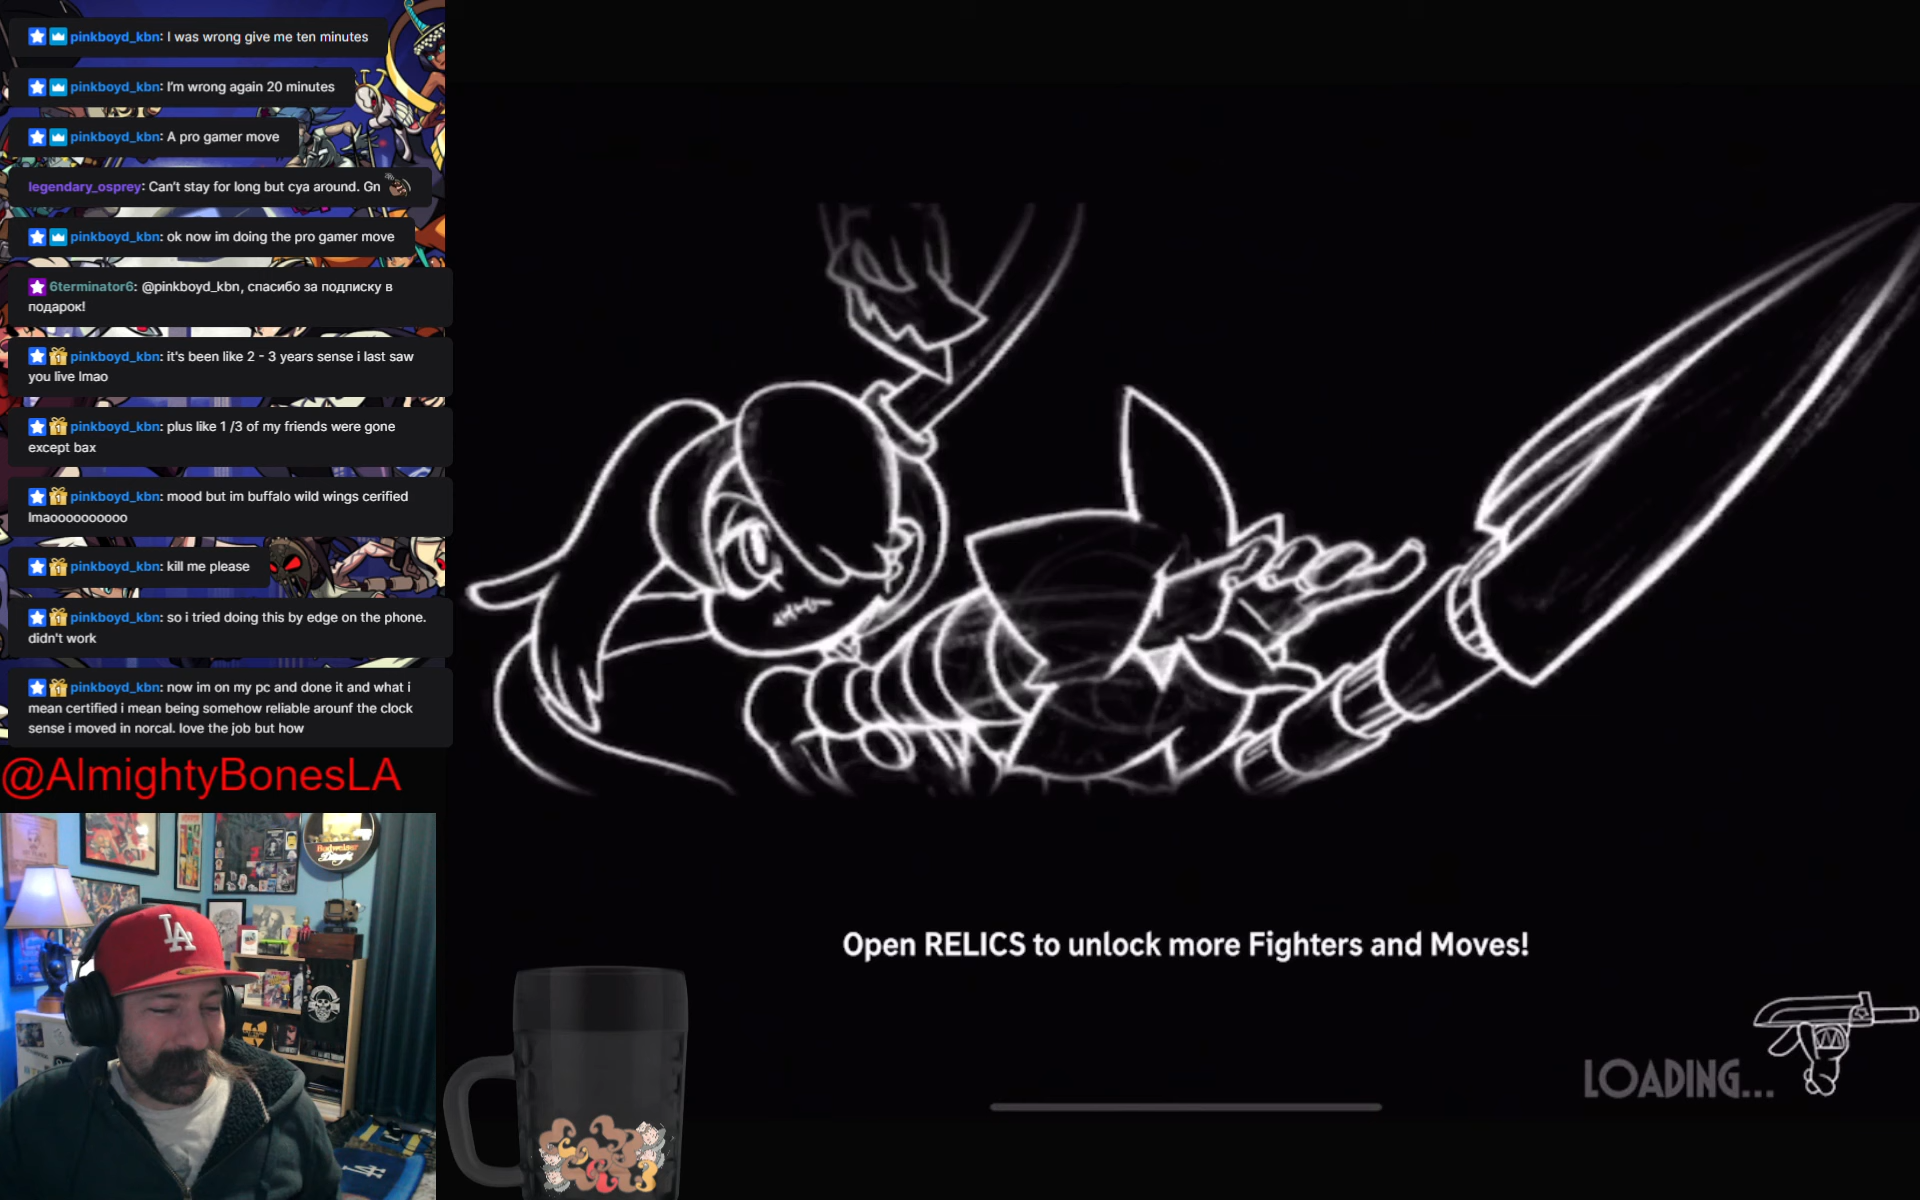 pinkboyd_kbn: I was wrong give me ten minutes
pinkboyd_kbn: I'm wrong again 20 minutes
pinkboyd_kbn: A pro gamer move
legendary_osprey: Can't stay for long but cya around. Gn
pinkboyd_kbn: ok now im doing the pro gamer move
6terminator6: @pinkboyd_kbn, спасибо за подписку в
подарок!
pinkboyd_kbn: it's been like 2 - 3 years sense i last saw
you live lmao
pinkboyd_kbn: plus like 1 /3 of my friends were gone
except bax
pinkboyd_kbn: mood but im buffalo wild wings cerified
lmaoooooooooo
pinkboyd_kbn: kill me please
pinkboyd_kbn: so i tried doing this by edge on the phone.
didn't work
pinkboyd_kbn: now im on my pc and done it and what i
mean certified i mean being somehow reliable arounf the clock
sense i moved in norcal. love the job but how
@AlmightyBonesLA
Budweiser
Draught
LA
Open RELICS to unlock more Fighters and Moves!
LOADING...